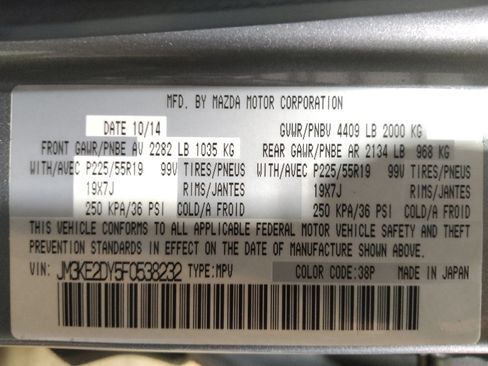 MFD. BY MAZDA MOTOR CORPORATION
DATE 10/14 GVWR/PNBV 4409 LB 2000 KG
FRONT GAWR/PNBE AV 2282 LB 1035 KG REAR GAWR/PNBE AR 2134 LB 968 KG
WITH/AVEC P225/55R19 99V TIRES/PNEUS WITH/AVEC P225/55R19 99V TIRES/PNEUS
19X7J RIMS/JANTES 19X7J RIMS/JANTES
250 KPA/36 PSI COLD/A FROID 250 KPA/36 PSI COLD/A FROID
THIS VEHICLE CONFORMS TO ALL APPLICABLE FEDERAL MOTOR VEHICLE SAFETY AND THEFT
PREVENTION STANDARDS IN EFFECT ON THE DATE OF MANUFACTURE SHOWN ABOVE.
VIN: JM3KE2DY5F0538232 TYPE:MPV COLOR CODE:38P MADE IN JAPAN